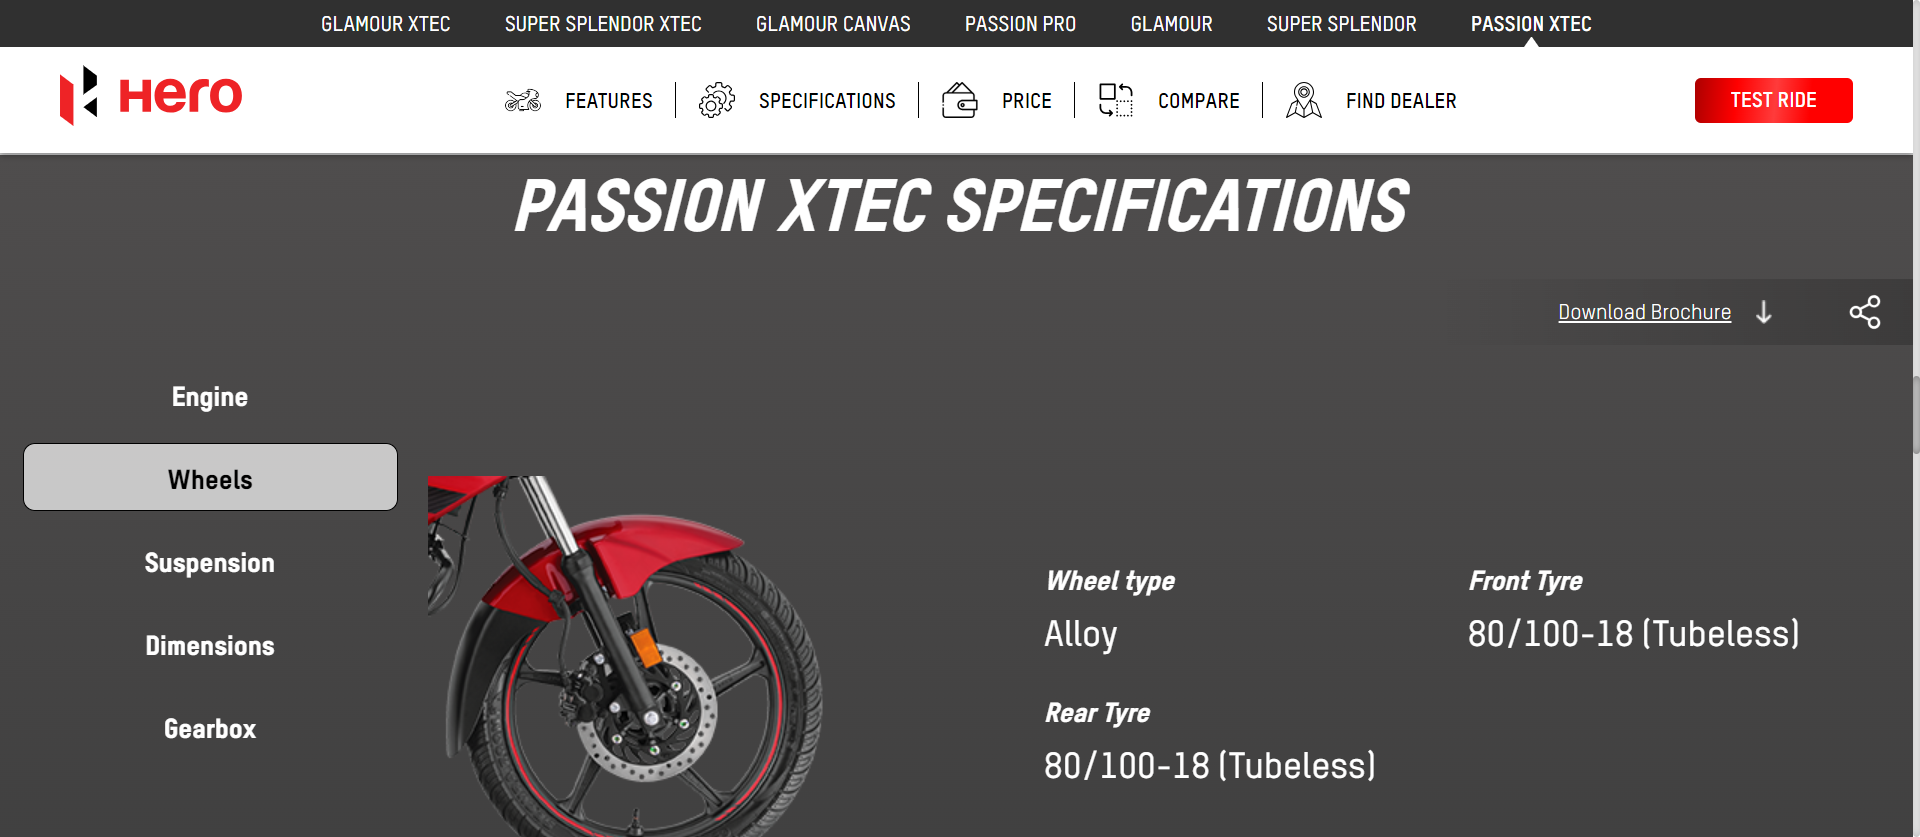 GLAMOUR XTEC SUPER SPLENDOR XTEC GLAMOUR CANVAS PASSION PRO GLAMOUR SUPER SPLENDOR PASSION XTEC
Hero FEATURES SPECIFICATIONS PRICE COMPARE FIND DEALER TEST RIDE
PASSION XTEC SPECIFICATIONS
Download Brochure
Engine
Wheels
Suspension
Dimensions
Gearbox
Wheel type
Alloy
Front Tyre
80/100-18 (Tubeless)
Rear Tyre
80/100-18 (Tubeless)